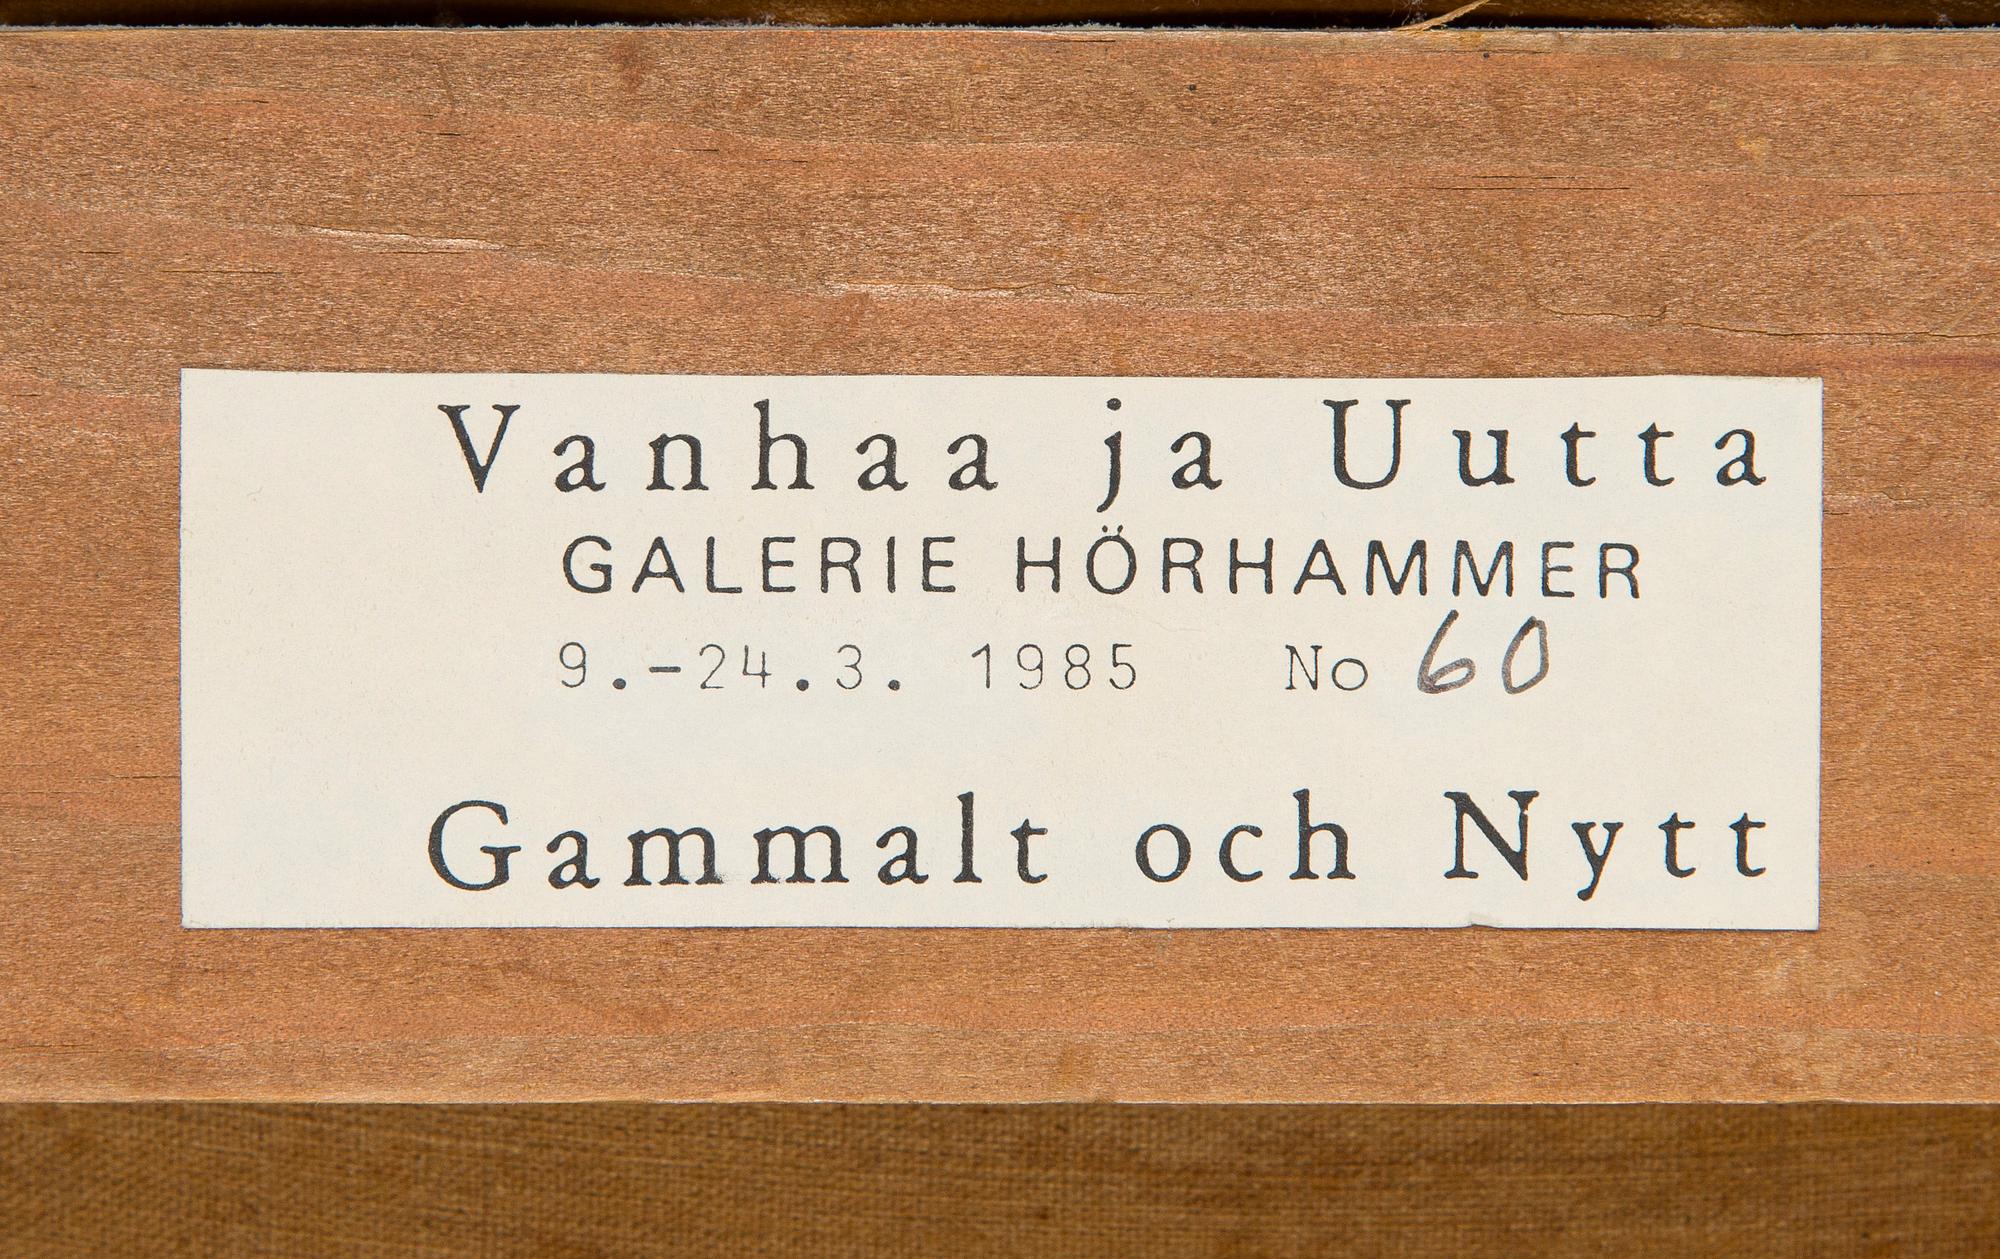 Vanhaa ja Uutta
GALERIE HÖRHAMMER
9.-24.3. 1985 No 60
Gammalt och Nytt